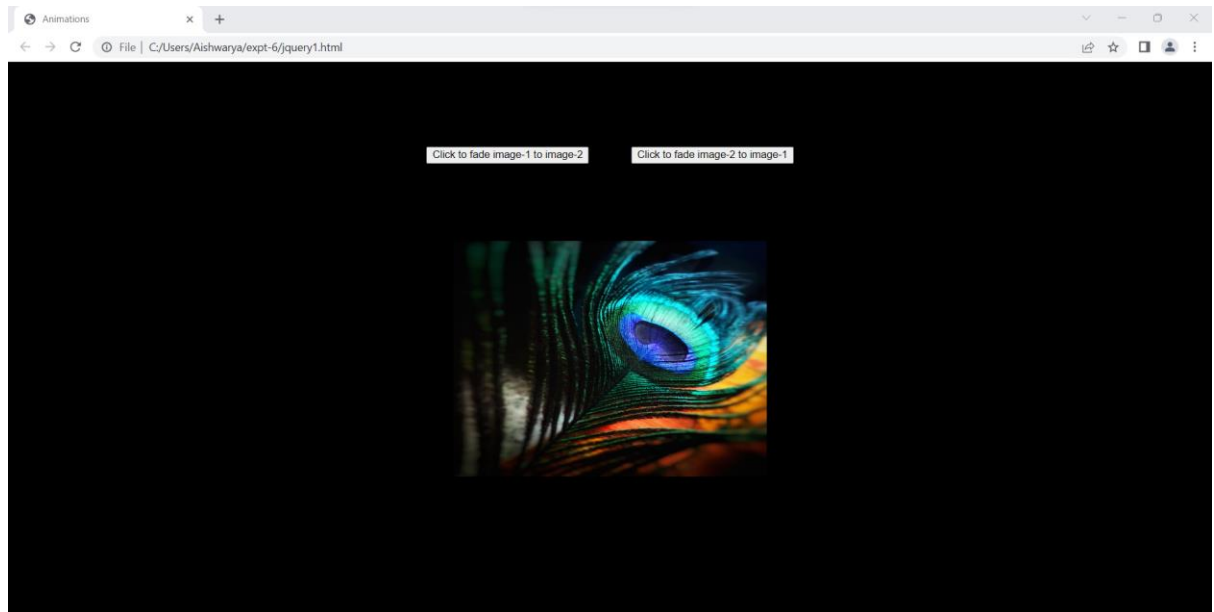 Animations
File | C:/Users/Aishwarya/expt-6/jquery1.html
Click to fade image-1 to image-2
Click to fade image-2 to image-1